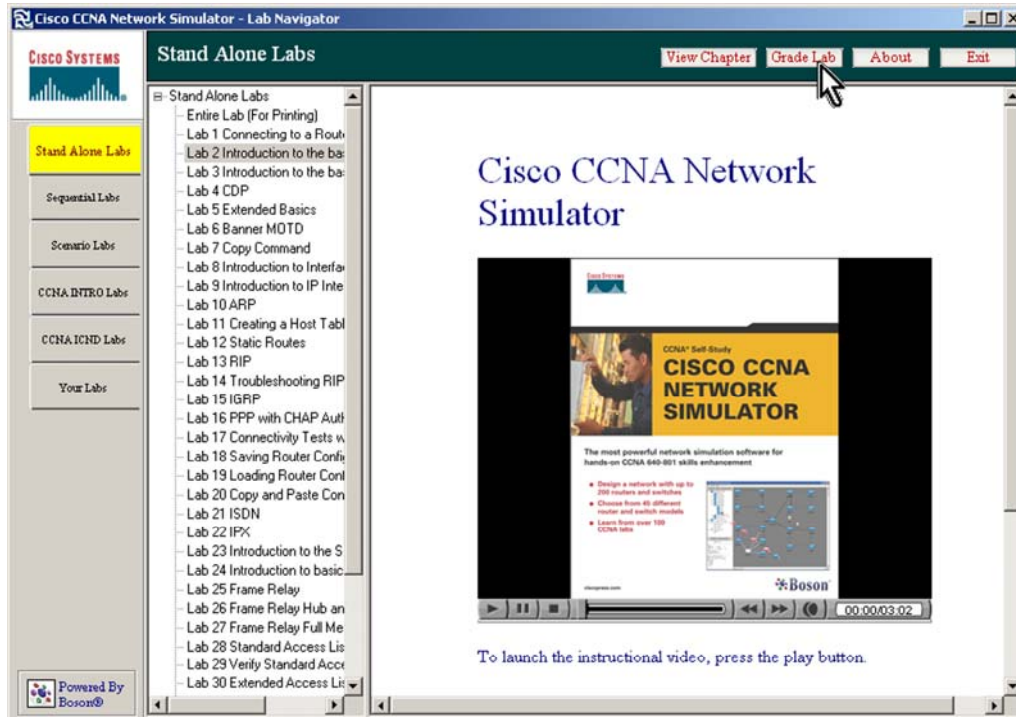 Cisco CCNA Network Simulator - Lab Navigator
CISCO SYSTEMS
Stand Alone Labs
View Chapter
Grade Lab
About
Exit
Stand Alone Labs
Sequential Labs
Scenario Labs
CCNA INTRO Labs
CCNA ICND Labs
Your Labs
Powered By
Boson®
Stand Alone Labs
Entire Lab (For Printing)
Lab 1 Connecting to a Route
Lab 2 Introduction to the ba
Lab 3 Introduction to the ba
Lab 4 CDP
Lab 5 Extended Basics
Lab 6 Banner MOTD
Lab 7 Copy Command
Lab 8 Introduction to Interfa
Lab 9 Introduction to IP Inte
Lab 10 ARP
Lab 11 Creating a Host Tabl
Lab 12 Static Routes
Lab 13 RIP
Lab 14 Troubleshooting RIP
Lab 15 IGRP
Lab 16 PPP with CHAP Auth
Lab 17 Connectivity Tests w
Lab 18 Saving Router Config
Lab 19 Loading Router Conf
Lab 20 Copy and Paste Con
Lab 21 ISDN
Lab 22 IPX
Lab 23 Introduction to the S
Lab 24 Introduction to basic
Lab 25 Frame Relay
Lab 26 Frame Relay Hub an
Lab 27 Frame Relay Full Me
Lab 28 Standard Access Lis
Lab 29 Verify Standard Acce
Lab 30 Extended Access Lis
Cisco CCNA Network
Simulator
Cisco Systems
CCNA® Self-Study
CISCO CCNA
NETWORK
SIMULATOR
The most powerful network simulation software for
hands-on CCNA 640-801 skills enhancement
Design a network with up to
200 routers and switches
Choose from 45 different
router and switch models
Learn from over 100
CCNA labs
ciscopress.com
Boson
00:00/03:02
To launch the instructional video, press the play button.